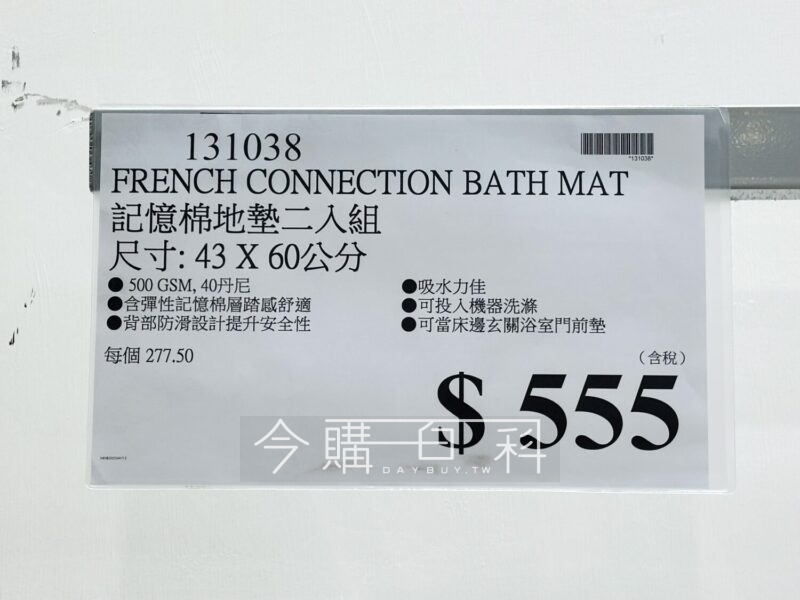 131038
*131038*
FRENCH CONNECTION BATH MAT
記憶棉地墊二入組
尺寸: 43 X 60公分
●500 GSM, 40丹尼
●含彈性記憶棉層踏感舒適
●背部防滑設計提升安全性
●吸水力佳
●可投入機器洗滌
●可當床邊玄關浴室門前墊
每個 277.50
（含稅）
$ 555
今購百科
DAYBUY.TW